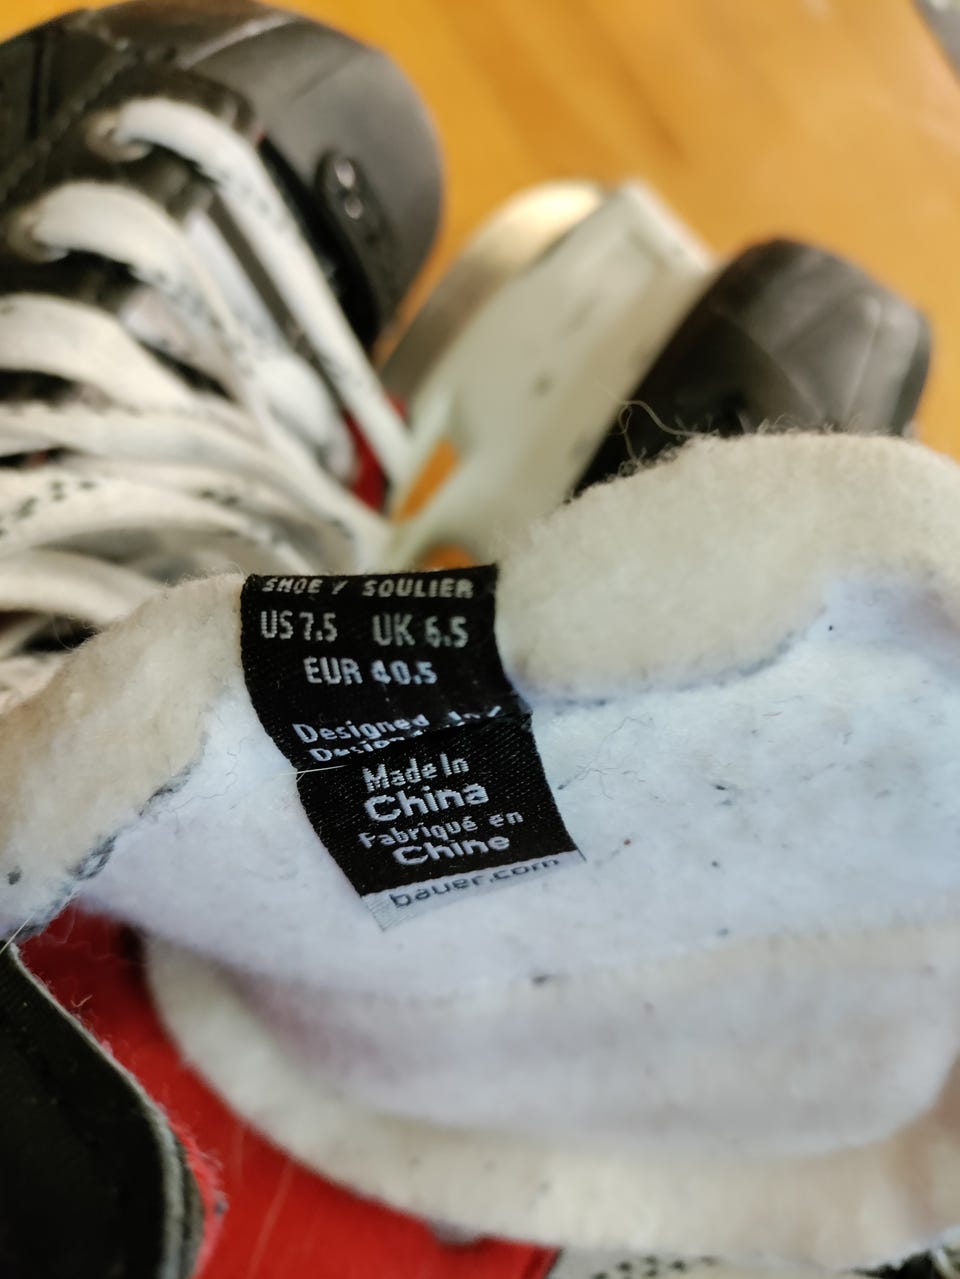 SHOE / SOULIER
US 7.5 UK 6.5
EUR 40.5
Designed In /
Made In
China
Fabriqué en
Chine
bauer.com